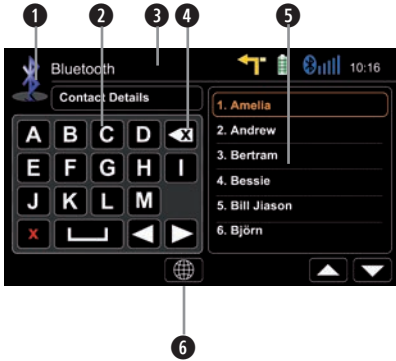 1 2 3 4 5
Bluetooth 10:16
Contact Details
A B C D x
E F G H I
J K L M
x
1. Amelia
2. Andrew
3. Bertram
4. Bessie
5. Bill Jiason
6. Björn
6